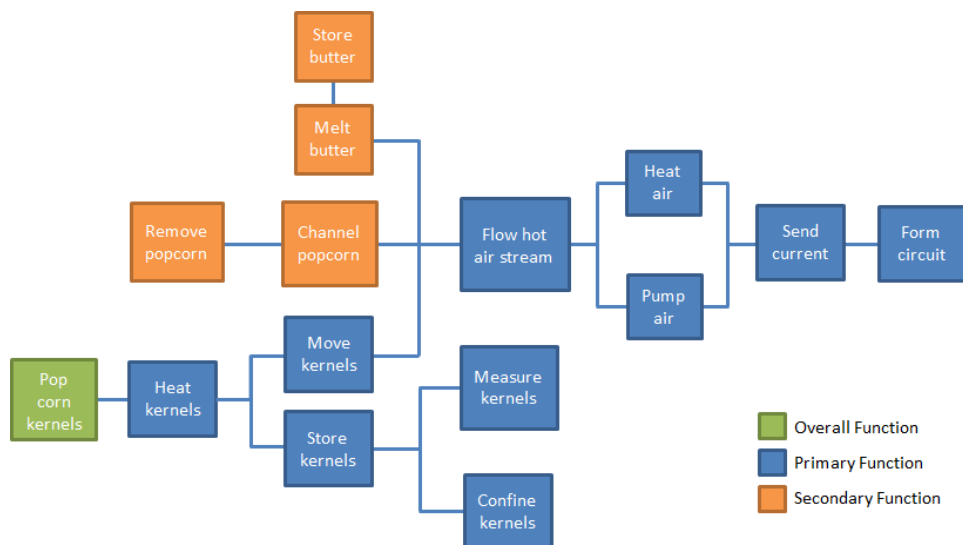 Store
butter
Melt
butter
Heat
air
Remove
popcorn
Channel
popcorn
Flow hot
air stream
Send
current
Form
circuit
Pump
air
Move
kernels
Pop
corn
kernels
Heat
kernels
Measure
kernels
Store
kernels
Confine
kernels
Overall Function
Primary Function
Secondary Function